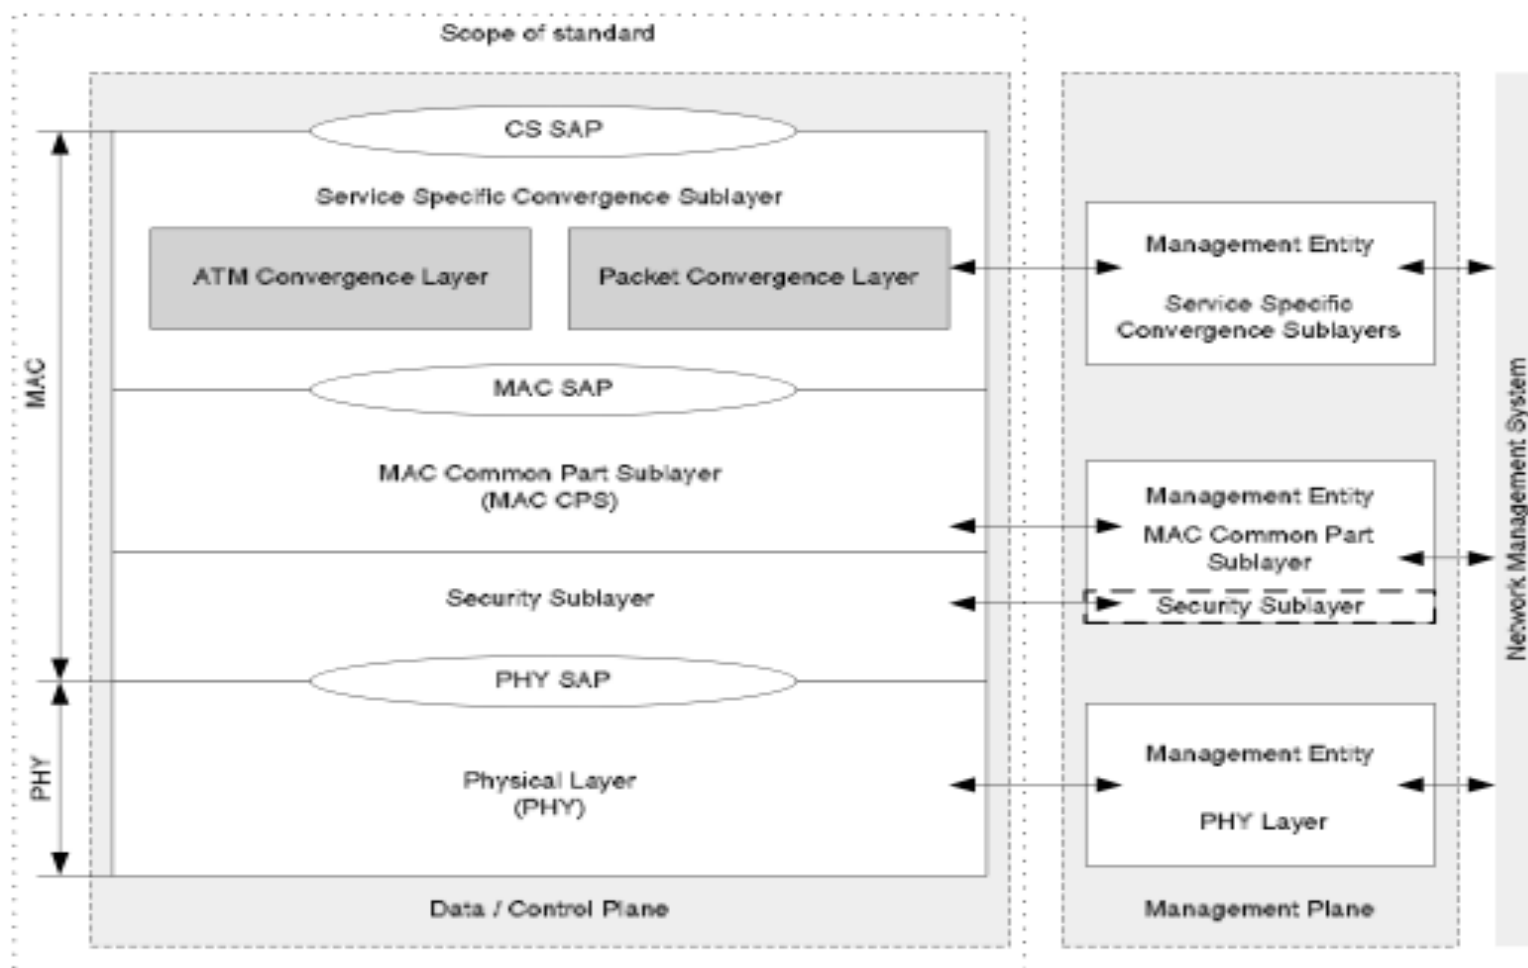 Scope of standard
CS SAP
Service Specific Convergence Sublayer
ATM Convergence Layer
Packet Convergence Layer
MAC SAP
MAC Common Part Sublayer
(MAC CPS)
Security Sublayer
PHY SAP
Physical Layer
(PHY)
Data / Control Plane
MAC
PHY
Management Entity
Service Specific
Convergence Sublayers
Management Entity
MAC Common Part
Sublayer
Security Sublayer
Management Entity
PHY Layer
Management Plane
Network Management System